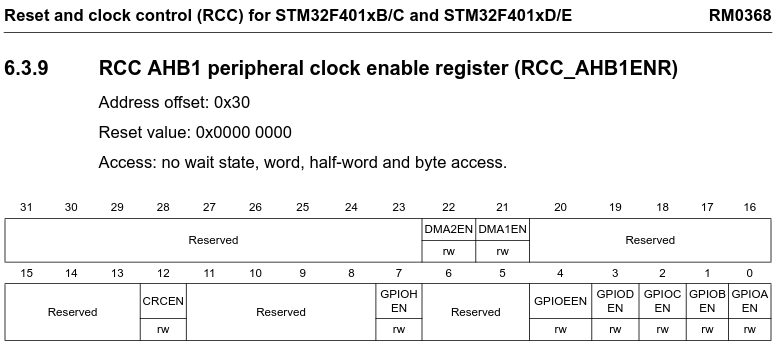 Reset and clock control (RCC) for STM32F401xB/C and STM32F401xD/E RM0368
6.3.9 RCC AHB1 peripheral clock enable register (RCC_AHB1ENR)
Address offset: 0x30
Reset value: 0x0000 0000
Access: no wait state, word, half-word and byte access.
31 30 29 28 27 26 25 24 23 22 21 20 19 18 17 16
Reserved DMA2EN DMA1EN Reserved
rw rw
15 14 13 12 11 10 9 8 7 6 5 4 3 2 1 0
Reserved CRCEN Reserved GPIOH EN Reserved GPIOEEN GPIOD EN GPIOC EN GPIOB EN GPIOA EN
rw rw rw rw rw rw rw